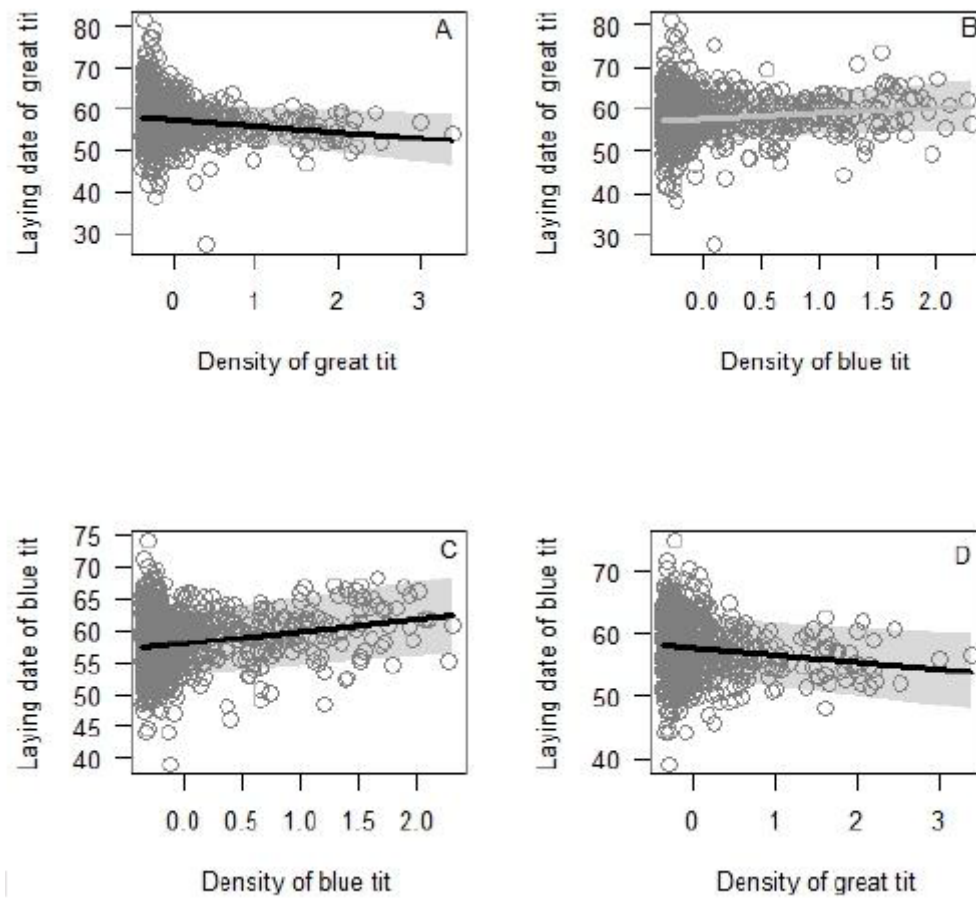 Laying date of great tit
80
70
60
50
40
30
A
0 1 2 3
Density of great tit
Laying date of great tit
80
70
60
50
40
30
B
0.0 0.5 1.0 1.5 2.0
Density of blue tit
Laying date of blue tit
75
70
65
60
55
50
40
C
0.0 0.5 1.0 1.5 2.0
Density of blue tit
Laying date of blue tit
70
60
50
40
D
0 1 2 3
Density of great tit